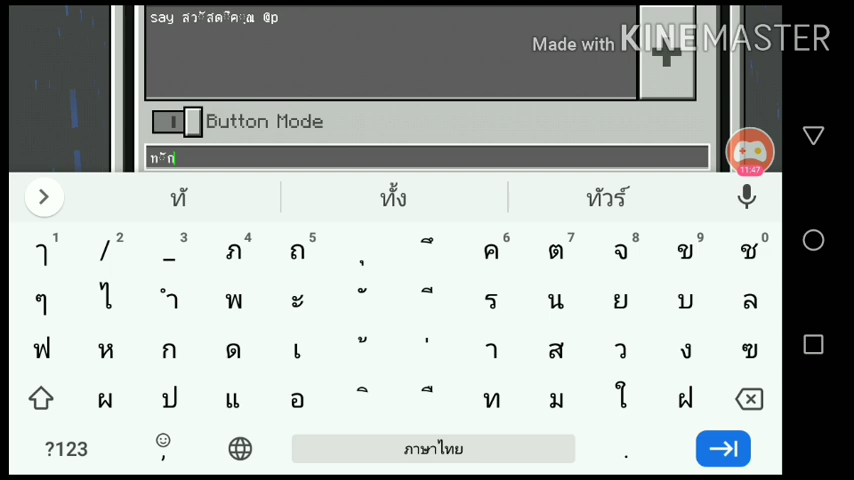 say สวัสดีคุณ @p
Made with KINEMASTER
Button Mode
ทัก
11:47
ทั
ทั้ง
ทัวร์
ๅ 1 / 2 _ 3 ภ 4 ถ 5 ุ ึ ค 6 ต 7 จ 8 ข 9 ช 0
ๆ ไ ำ พ ะ ั ี ร น ย บ ล
ฟ ห ก ด เ ้ ่ า ส ว ง ฃ
ผ ป แ อ ิ ื ท ม ใ ฝ
?123 , ภาษาไทย .